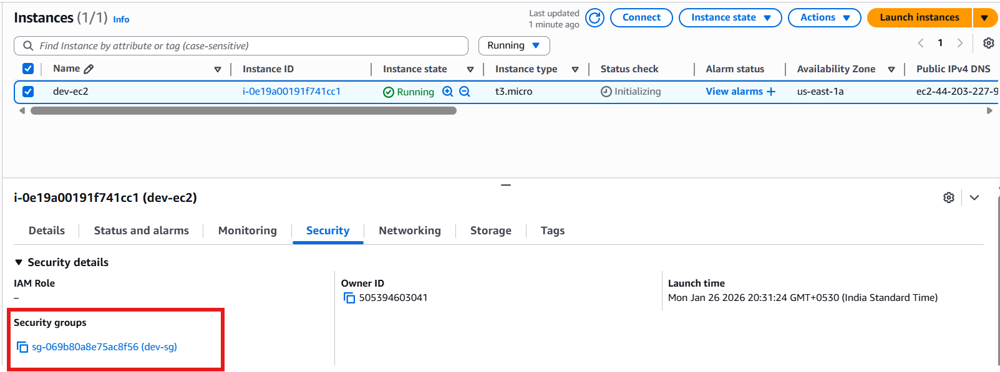 Instances (1/1) Info
Last updated
1 minute ago
Connect
Instance state
Actions
Launch instances
Find Instance by attribute or tag (case-sensitive)
Running
1
Name Instance ID Instance state Instance type Status check Alarm status Availability Zone Public IPv4 DNS
dev-ec2 i-0e19a00191f741cc1 Running t3.micro Initializing View alarms + us-east-1a ec2-44-203-227-9
i-0e19a00191f741cc1 (dev-ec2)
Details Status and alarms Monitoring Security Networking Storage Tags
Security details
IAM Role
–
Owner ID
505394603041
Launch time
Mon Jan 26 2026 20:31:24 GMT+0530 (India Standard Time)
Security groups
sg-069b80a8e75ac8f56 (dev-sg)